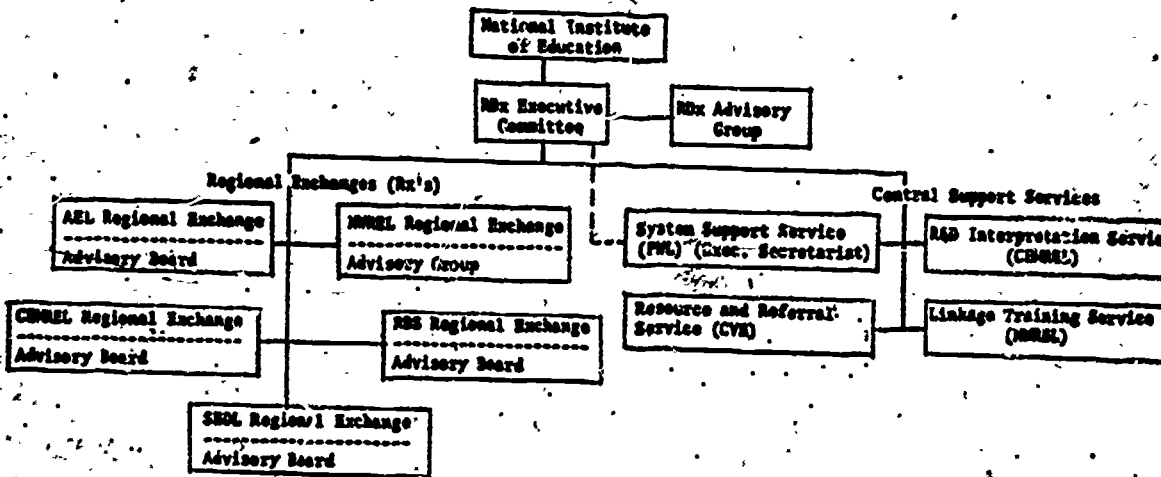 National Institute
of Education
RDx Executive
Committee
RDx Advisory
Group
Regional Exchanges (Rx's)
Central Support Services
AEL Regional Exchange
Advisory Board
NWREL Regional Exchange
Advisory Group
System Support Service
(FWL) (Exec. Secretariat)
R&D Interpretation Service
(CEMREL)
CEMREL Regional Exchange
Advisory Board
RBS Regional Exchange
Advisory Board
Resource and Referral
Service (CVE)
Linkage Training Service
(NWREL)
SEDL Regional Exchange
Advisory Board